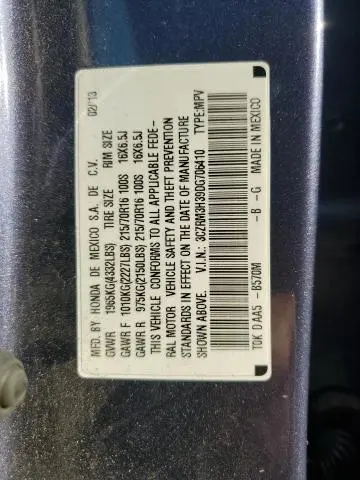 MFD. BY HONDA DE MEXICO S.A. DE C.V. 02/13
GVWR 1965KG(4332LBS) TIRE SIZE RIM SIZE
GAWR F 1010KG(2227LBS) 215/70R16 100S 16X6.5J
GAWR R 975KG(2150LBS) 215/70R16 100S 16X6.5J
THIS VEHICLE CONFORMS TO ALL APPLICABLE FEDE-
RAL MOTOR VEHICLE SAFETY AND THEFT PREVENTION
STANDARDS IN EFFECT ON THE DATE OF MANUFACTURE
SHOWN ABOVE. V.I.N.: 3CZRM3H39DG706410 TYPE:MPV
T0K D AA5 - B570M - B - G MADE IN MEXICO